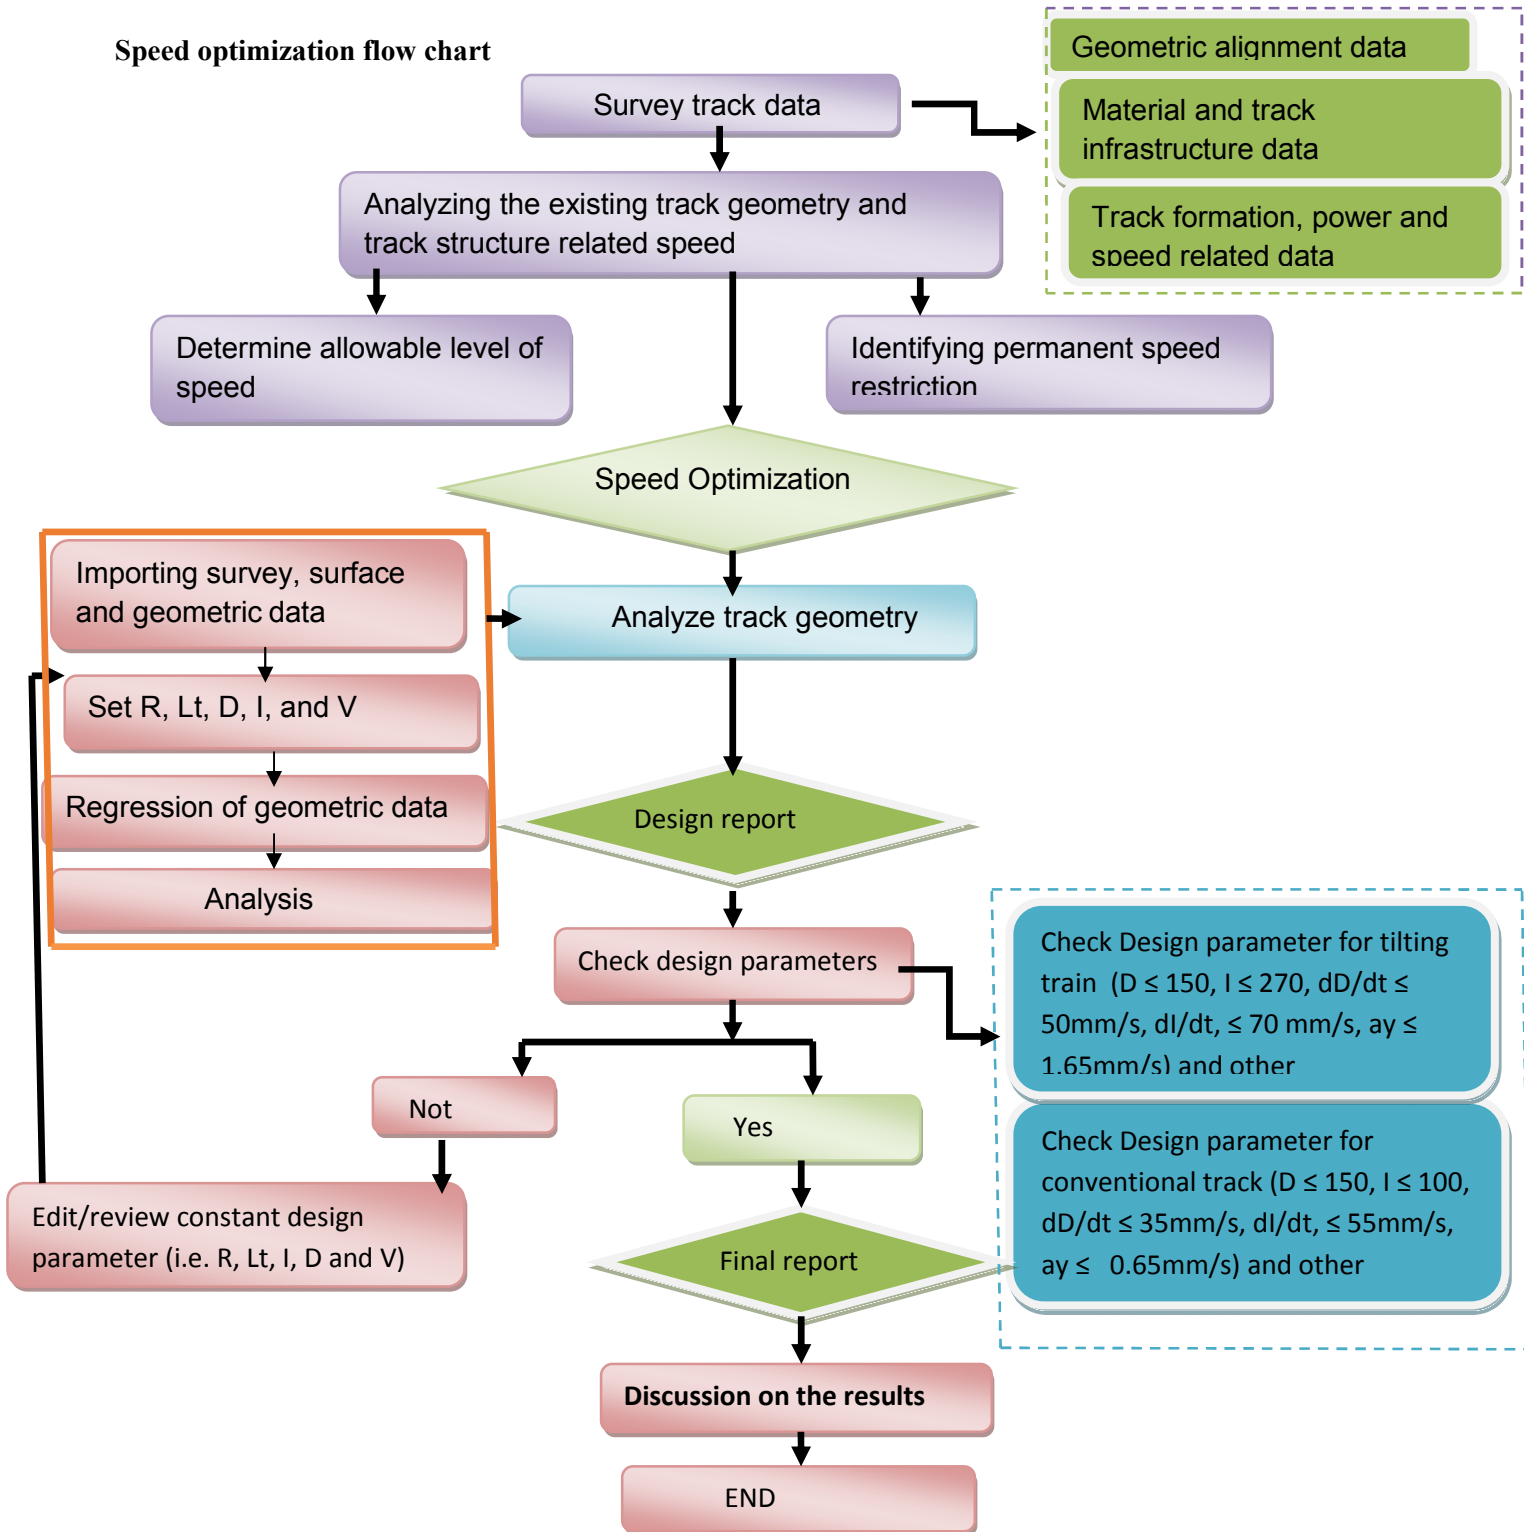 Speed optimization flow chart
Survey track data
Geometric alignment data
Material and track
infrastructure data
Track formation, power and
speed related data
Analyzing the existing track geometry and
track structure related speed
Determine allowable level of
speed
Identifying permanent speed
restriction
Speed Optimization
Importing survey, surface
and geometric data
Set R, Lt, D, I, and V
Regression of geometric data
Analysis
Analyze track geometry
Design report
Check design parameters
Check Design parameter for tilting
train (D ≤ 150, I ≤ 270, dD/dt ≤
50mm/s, dI/dt, ≤ 70 mm/s, ay ≤
1.65mm/s) and other
Check Design parameter for
conventional track (D ≤ 150, I ≤ 100,
dD/dt ≤ 35mm/s, dI/dt, ≤ 55mm/s,
ay ≤ 0.65mm/s) and other
Not
Yes
Edit/review constant design
parameter (i.e. R, Lt, I, D and V)
Final report
Discussion on the results
END